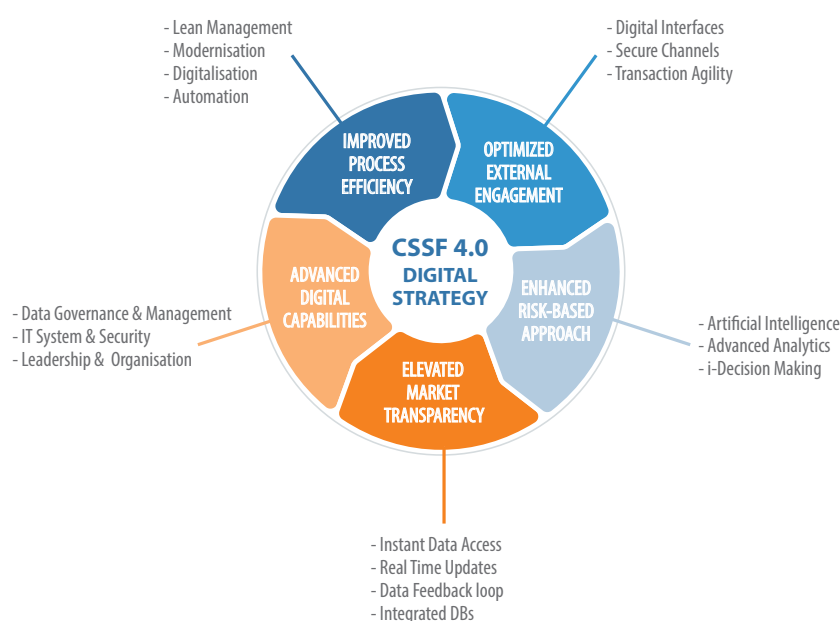 - Lean Management
- Modernisation
- Digitalisation
- Automation
- Digital Interfaces
- Secure Channels
- Transaction Agility
IMPROVED
PROCESS
EFFICIENCY
OPTIMIZED
EXTERNAL
ENGAGEMENT
CSSF 4.0
DIGITAL
STRATEGY
ADVANCED
DIGITAL
CAPABILITIES
ENHANCED
RISK-BASED
APPROACH
- Data Governance & Management
- IT System & Security
- Leadership & Organisation
- Artificial Intelligence
- Advanced Analytics
- i-Decision Making
ELEVATED
MARKET
TRANSPARENCY
- Instant Data Access
- Real Time Updates
- Data Feedback loop
- Integrated DBs